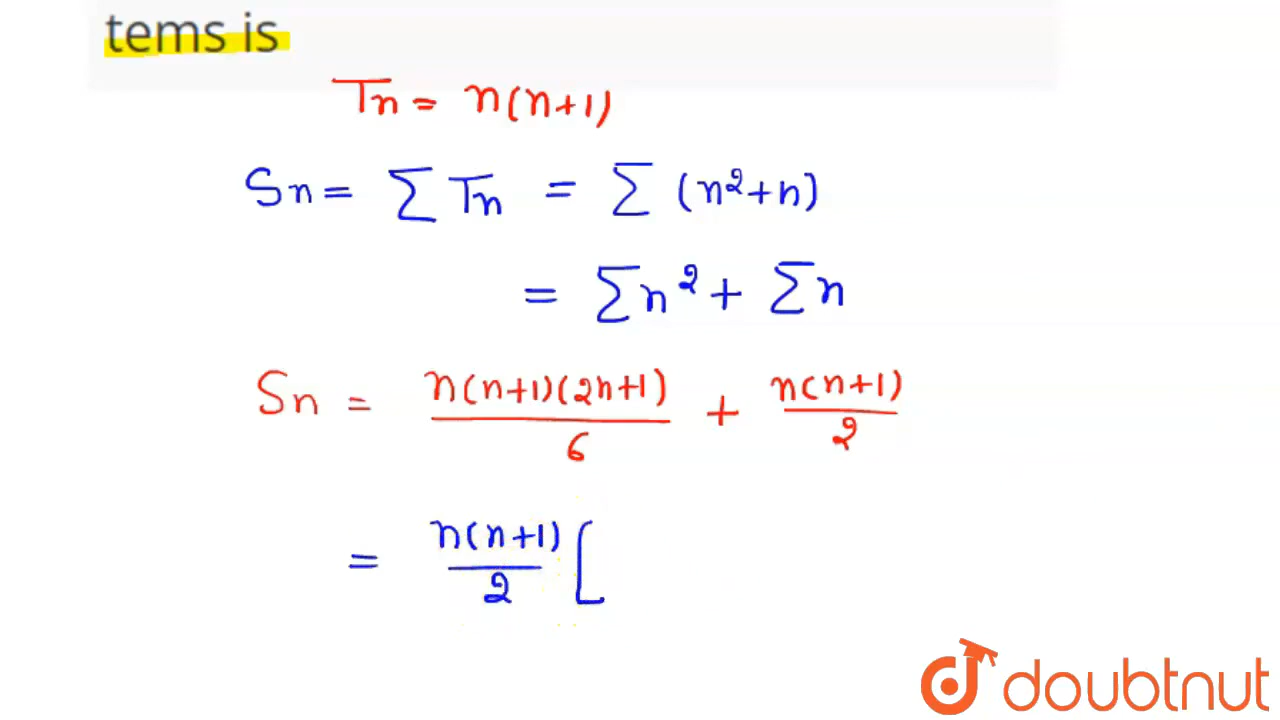 tems is
Tn = n(n+1)
Sn = ∑ Tn = ∑ (n²+n)
= ∑n² + ∑n
Sn = n(n+1)(2n+1)/6 + n(n+1)/2
= n(n+1)/2 [
doubtnut